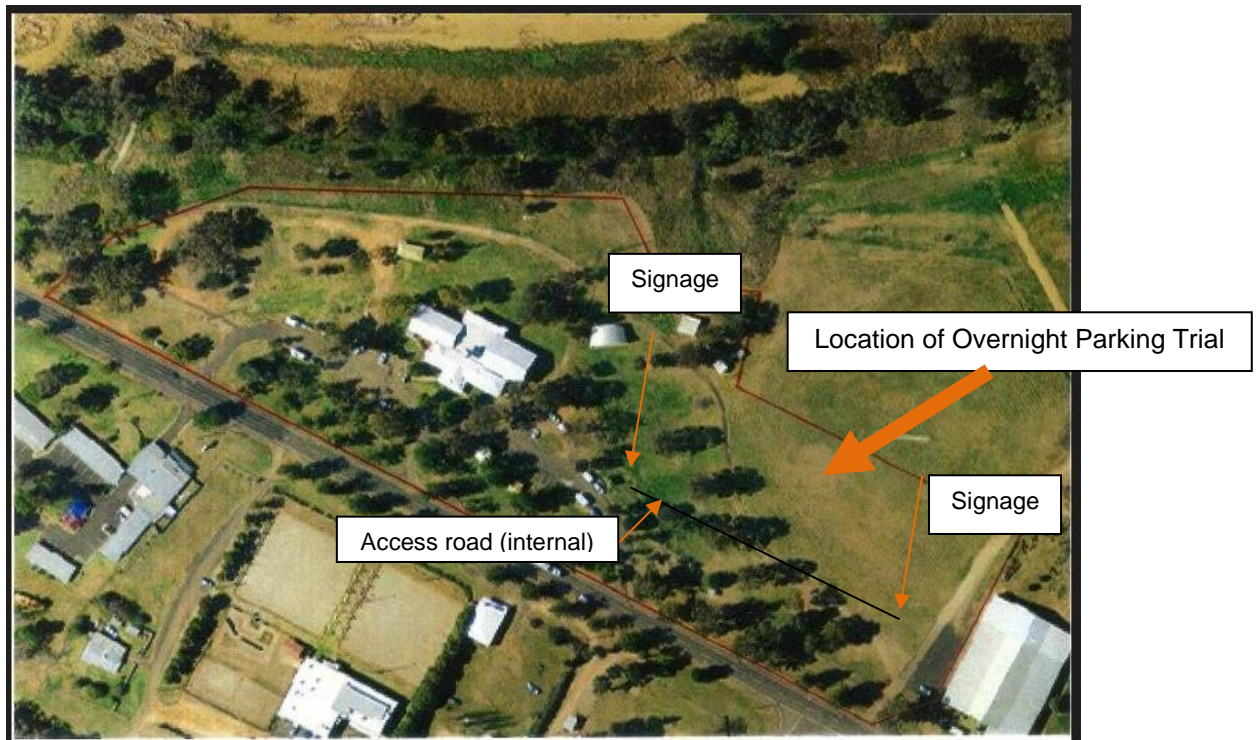 Signage
Location of Overnight Parking Trial
Signage
Access road (internal)